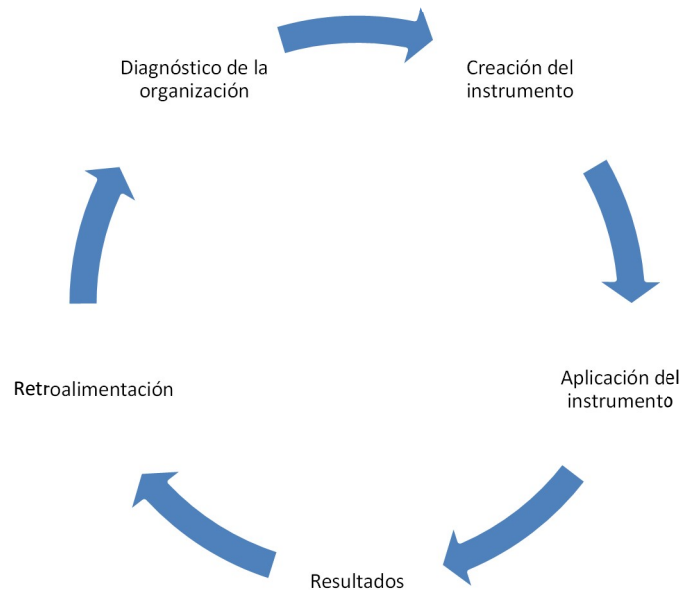 Diagnóstico de la
organización
Creación del
instrumento
Aplicación del
instrumento
Resultados
Retroalimentación